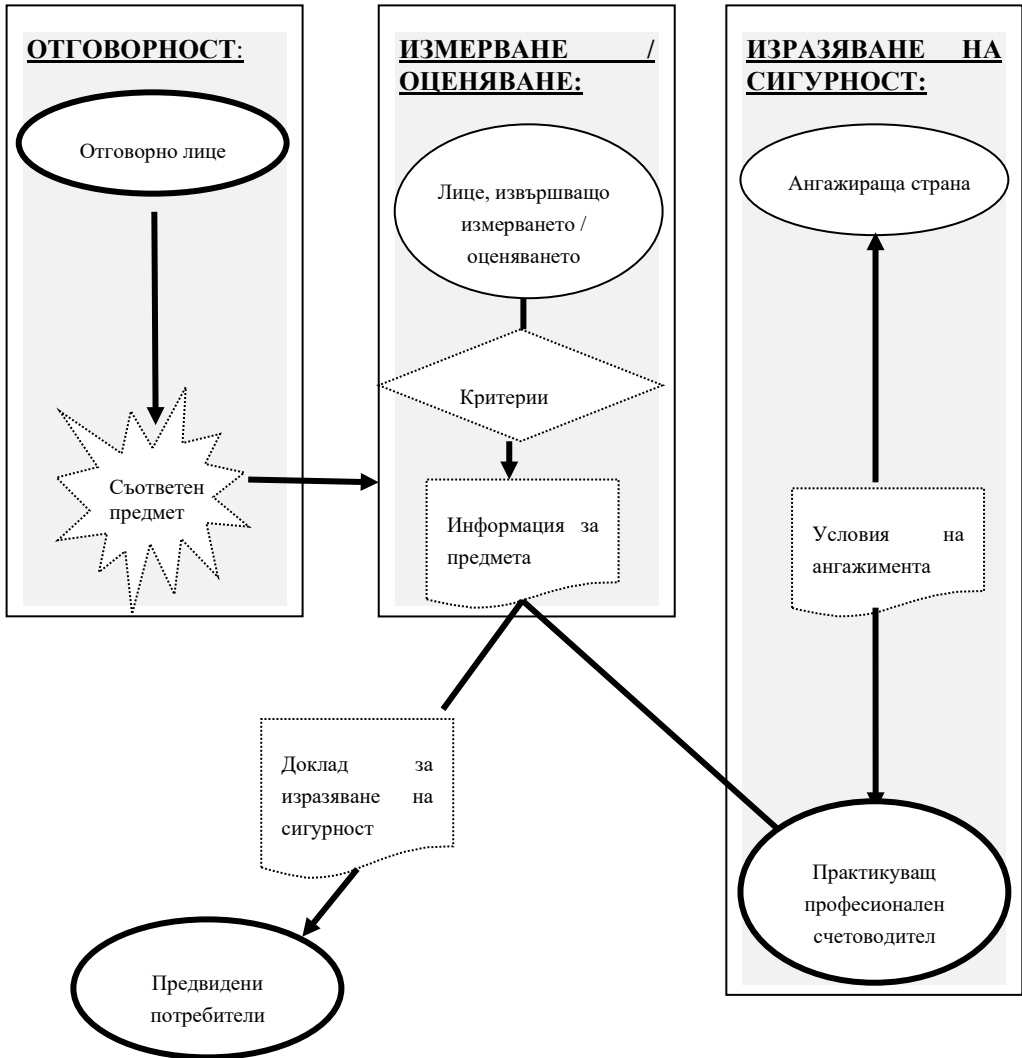 ОТГОВОРНОСТ:
Отговорно лице
Съответен
предмет
ИЗМЕРВАНЕ /
ОЦЕНЯВАНЕ:
Лице, извършващо
измерването /
оценяването
Критерии
Информация за
предмета
ИЗРАЗЯВАНЕ НА
СИГУРНОСТ:
Ангажираща страна
Условия на
ангажимента
Практикуващ
професионален
счетоводител
Доклад за
изразяване на
сигурност
Предвидени
потребители